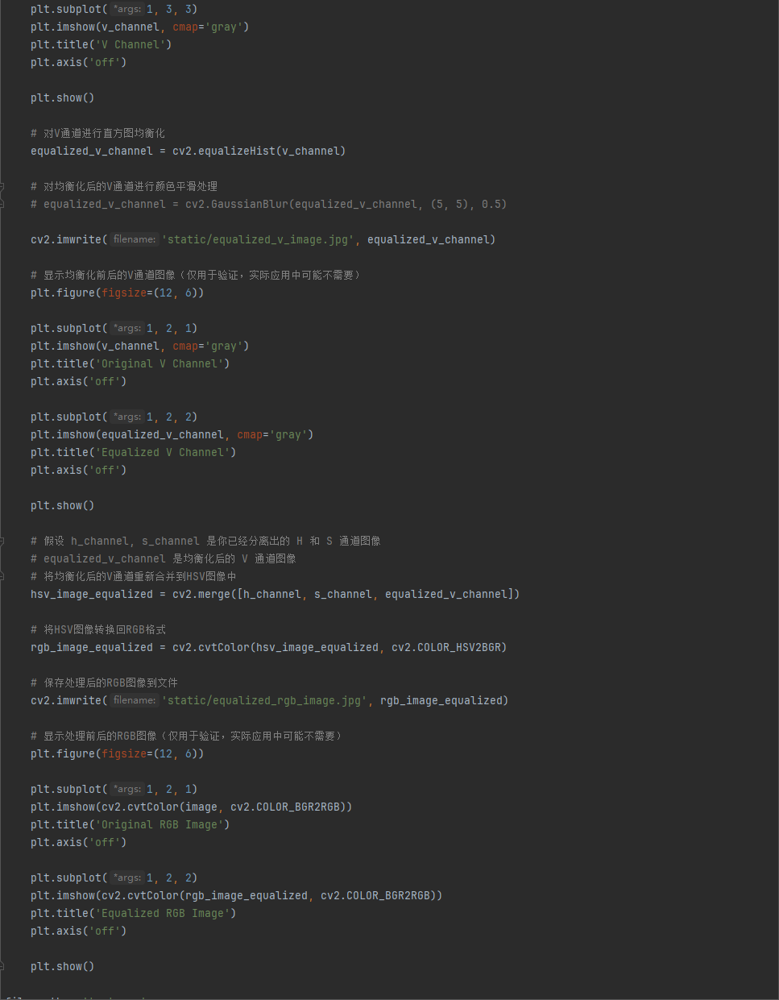 plt.subplot( *args: 1, 3, 3)
plt.imshow(v_channel, cmap='gray')
plt.title('V Channel')
plt.axis('off')
plt.show()
# 对V通道进行直方图均衡化
equalized_v_channel = cv2.equalizeHist(v_channel)
# 对均衡化后的V通道进行颜色平滑处理
# equalized_v_channel = cv2.GaussianBlur(equalized_v_channel, (5, 5), 0.5)
cv2.imwrite( filename: 'static/equalized_v_image.jpg', equalized_v_channel)
# 显示均衡化前后的V通道图像（仅用于验证，实际应用中可能不需要）
plt.figure(figsize=(12, 6))
plt.subplot( *args: 1, 2, 1)
plt.imshow(v_channel, cmap='gray')
plt.title('Original V Channel')
plt.axis('off')
plt.subplot( *args: 1, 2, 2)
plt.imshow(equalized_v_channel, cmap='gray')
plt.title('Equalized V Channel')
plt.axis('off')
plt.show()
# 假设 h_channel, s_channel 是你已经分离出的 H 和 S 通道图像
# equalized_v_channel 是均衡化后的 V 通道图像
# 将均衡化后的V通道重新合并到HSV图像中
hsv_image_equalized = cv2.merge([h_channel, s_channel, equalized_v_channel])
# 将HSV图像转换回RGB格式
rgb_image_equalized = cv2.cvtColor(hsv_image_equalized, cv2.COLOR_HSV2BGR)
# 保存处理后的RGB图像到文件
cv2.imwrite( filename: 'static/equalized_rgb_image.jpg', rgb_image_equalized)
# 显示处理前后的RGB图像（仅用于验证，实际应用中可能不需要）
plt.figure(figsize=(12, 6))
plt.subplot( *args: 1, 2, 1)
plt.imshow(cv2.cvtColor(image, cv2.COLOR_BGR2RGB))
plt.title('Original RGB Image')
plt.axis('off')
plt.subplot( *args: 1, 2, 2)
plt.imshow(cv2.cvtColor(rgb_image_equalized, cv2.COLOR_BGR2RGB))
plt.title('Equalized RGB Image')
plt.axis('off')
plt.show()